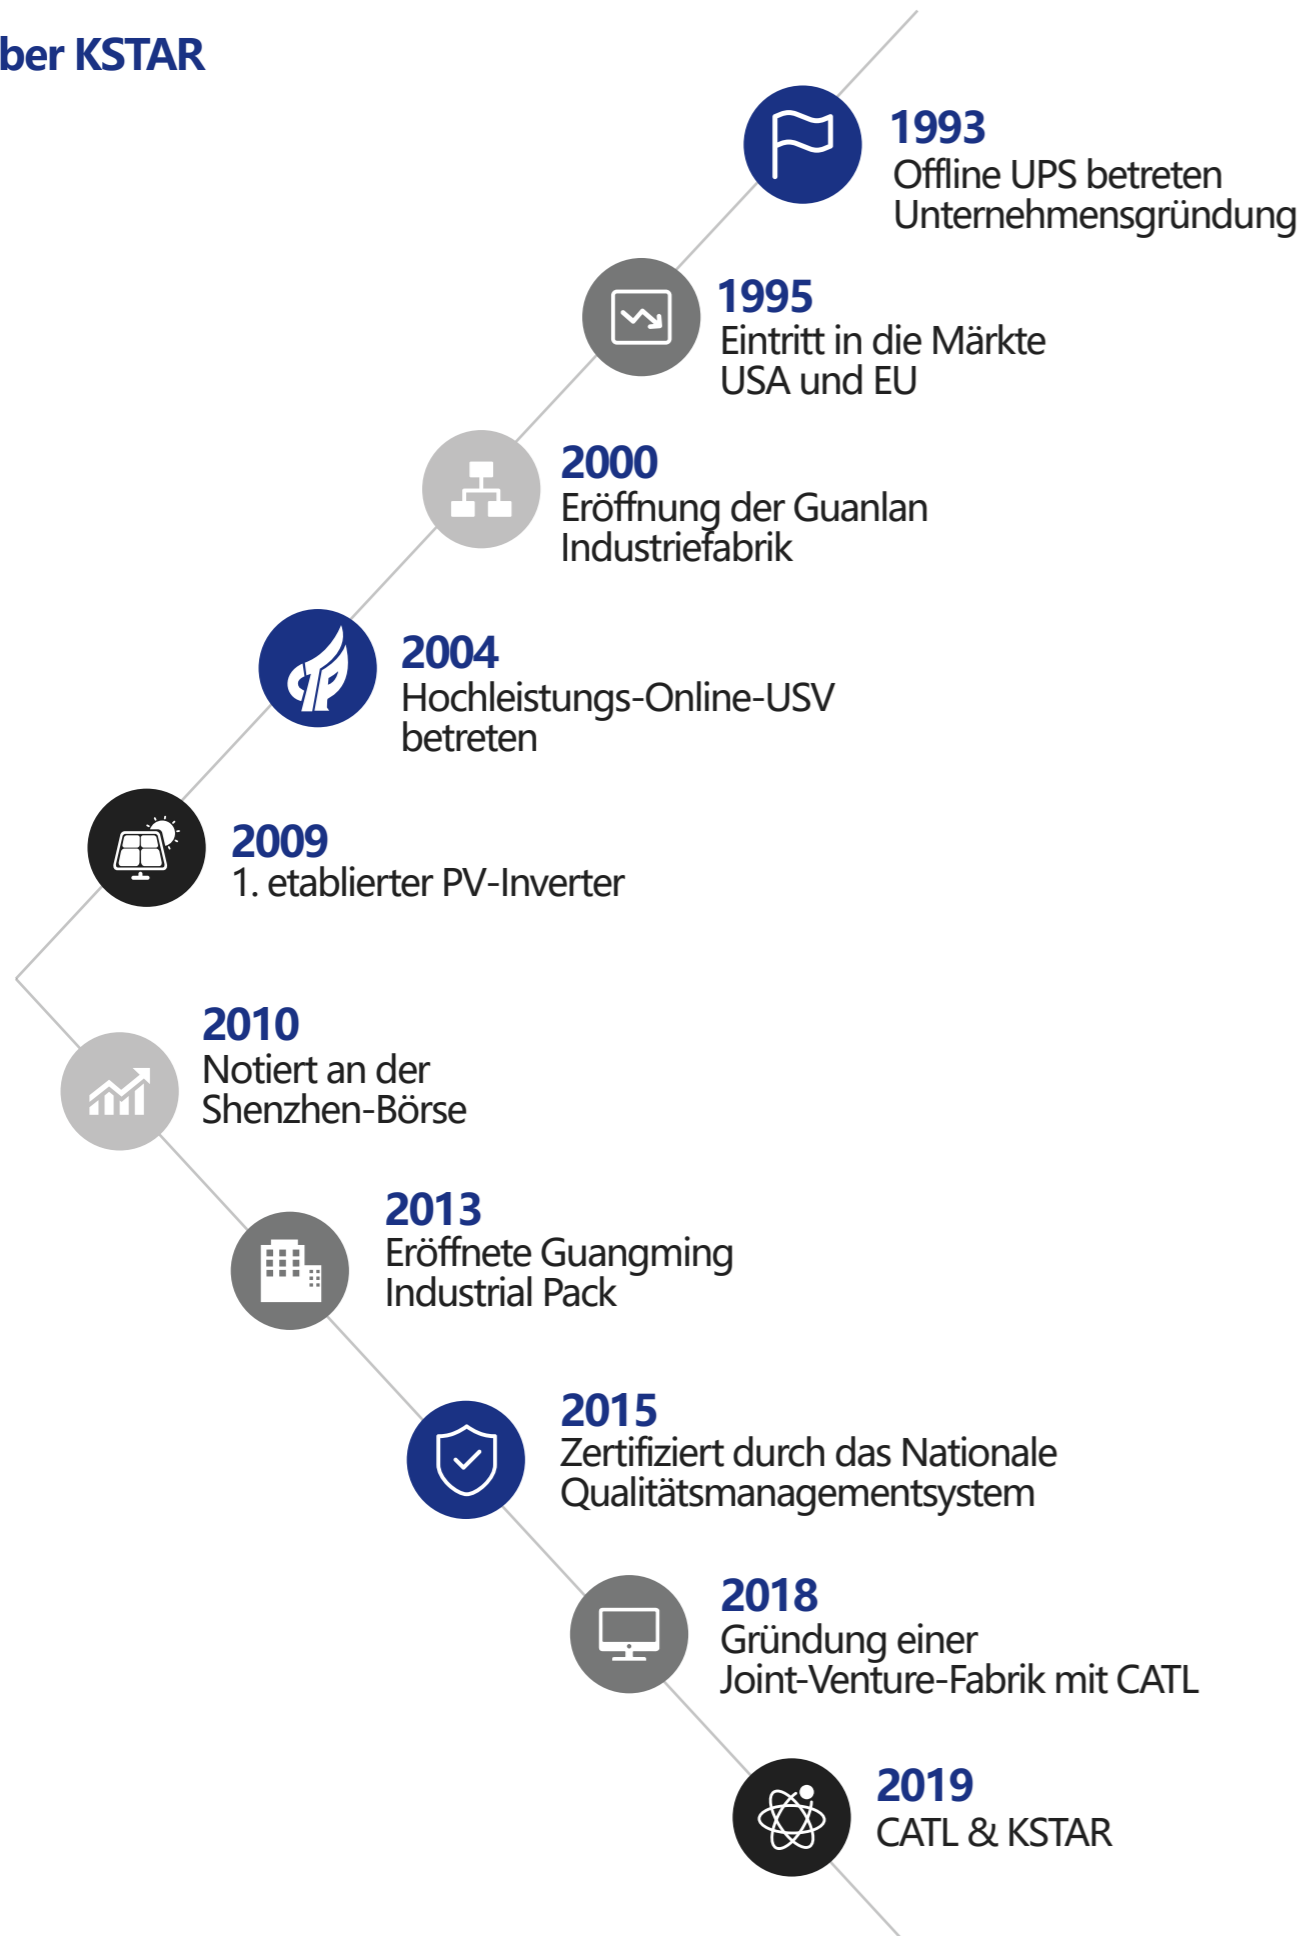 ber KSTAR
1993
Offline UPS betreten
Unternehmensgründung
1995
Eintritt in die Märkte
USA und EU
2000
Eröffnung der Guanlan
Industriefabrik
2004
Hochleistungs-Online-USV
betreten
2009
1. etablierter PV-Inverter
2010
Notiert an der
Shenzhen-Börse
2013
Eröffnete Guangming
Industrial Pack
2015
Zertifiziert durch das Nationale
Qualitätsmanagementsystem
2018
Gründung einer
Joint-Venture-Fabrik mit CATL
2019
CATL & KSTAR